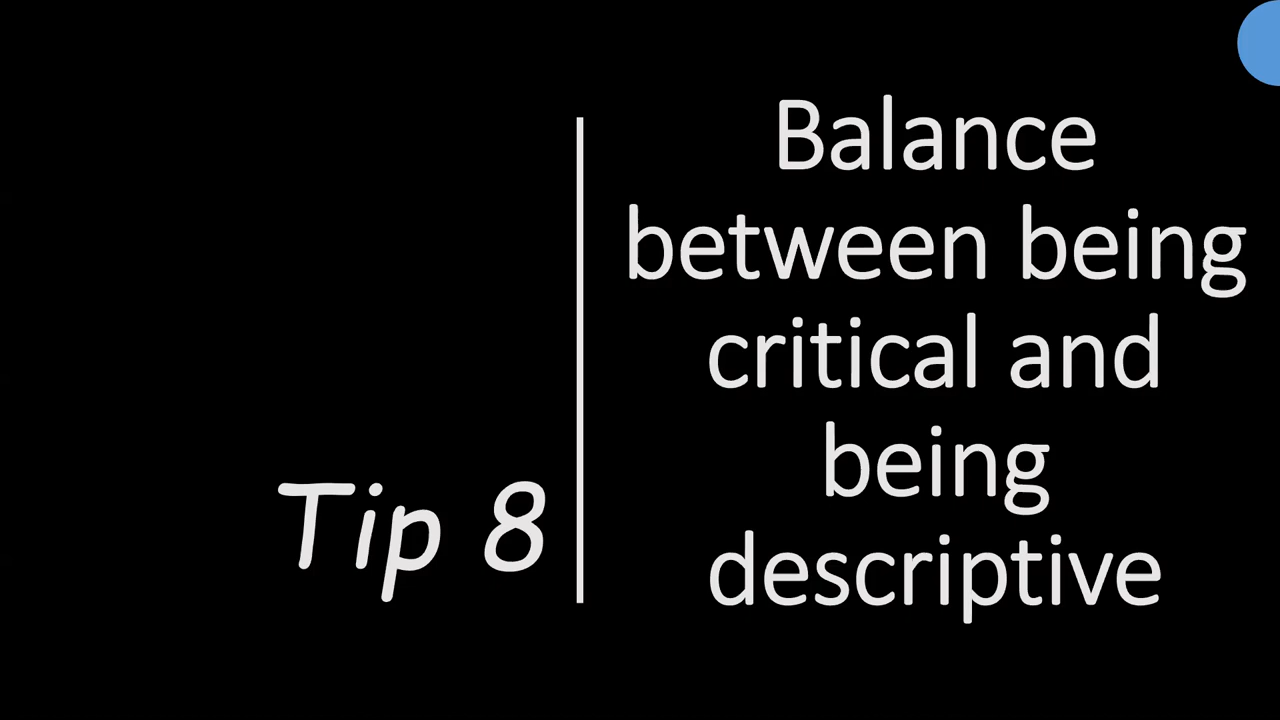 Tip 8
Balance
between being
critical and
being
descriptive